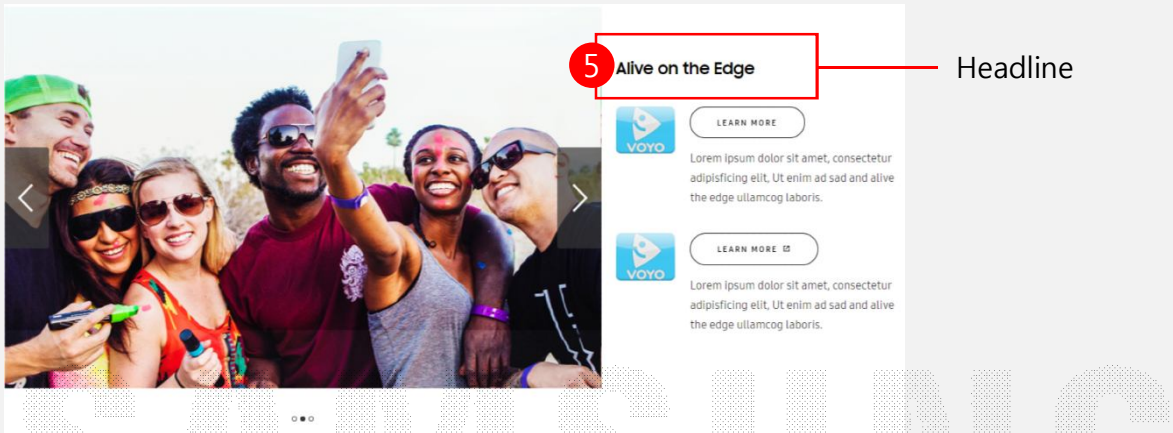 5
Alive on the Edge
Headline
VOYO
LEARN MORE
Lorem ipsum dolor sit amet, consectetur
adipisficing elit, Ut enim ad sad and alive
the edge ullamcog laboris.
VOYO
LEARN MORE
Lorem ipsum dolor sit amet, consectetur
adipisficing elit, Ut enim ad sad and alive
the edge ullamcog laboris.
SAMSUNG